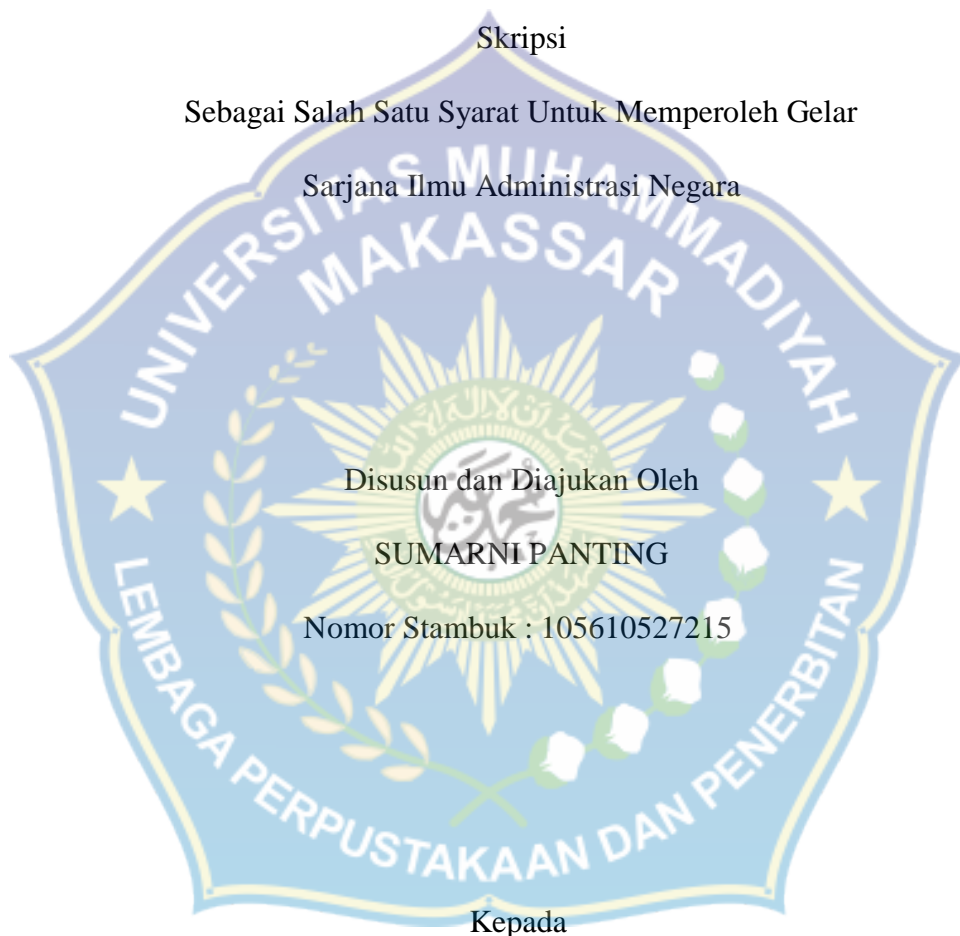 Skripsi
Sebagai Salah Satu Syarat Untuk Memperoleh Gelar
UNIVERSITAS MUHAMMADIYAH
Sarjana Ilmu Administrasi Negara
MAKASSAR
Disusun dan Diajukan Oleh
SUMARNI PANTING
Nomor Stambuk : 105610527215
LEMBAGA PERPUSTAKAAN DAN PENERBITAN
Kepada